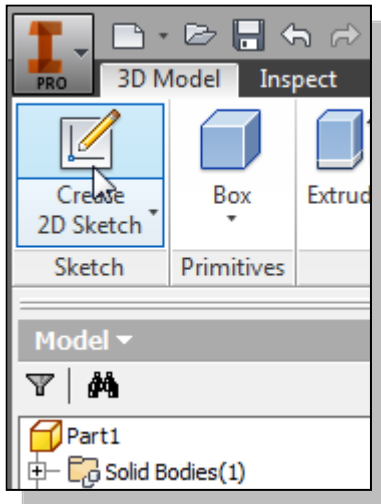 PRO
3D Model Inspect
Create
2D Sketch
Box
Extrud
Sketch
Primitives
Model
Part1
Solid Bodies(1)